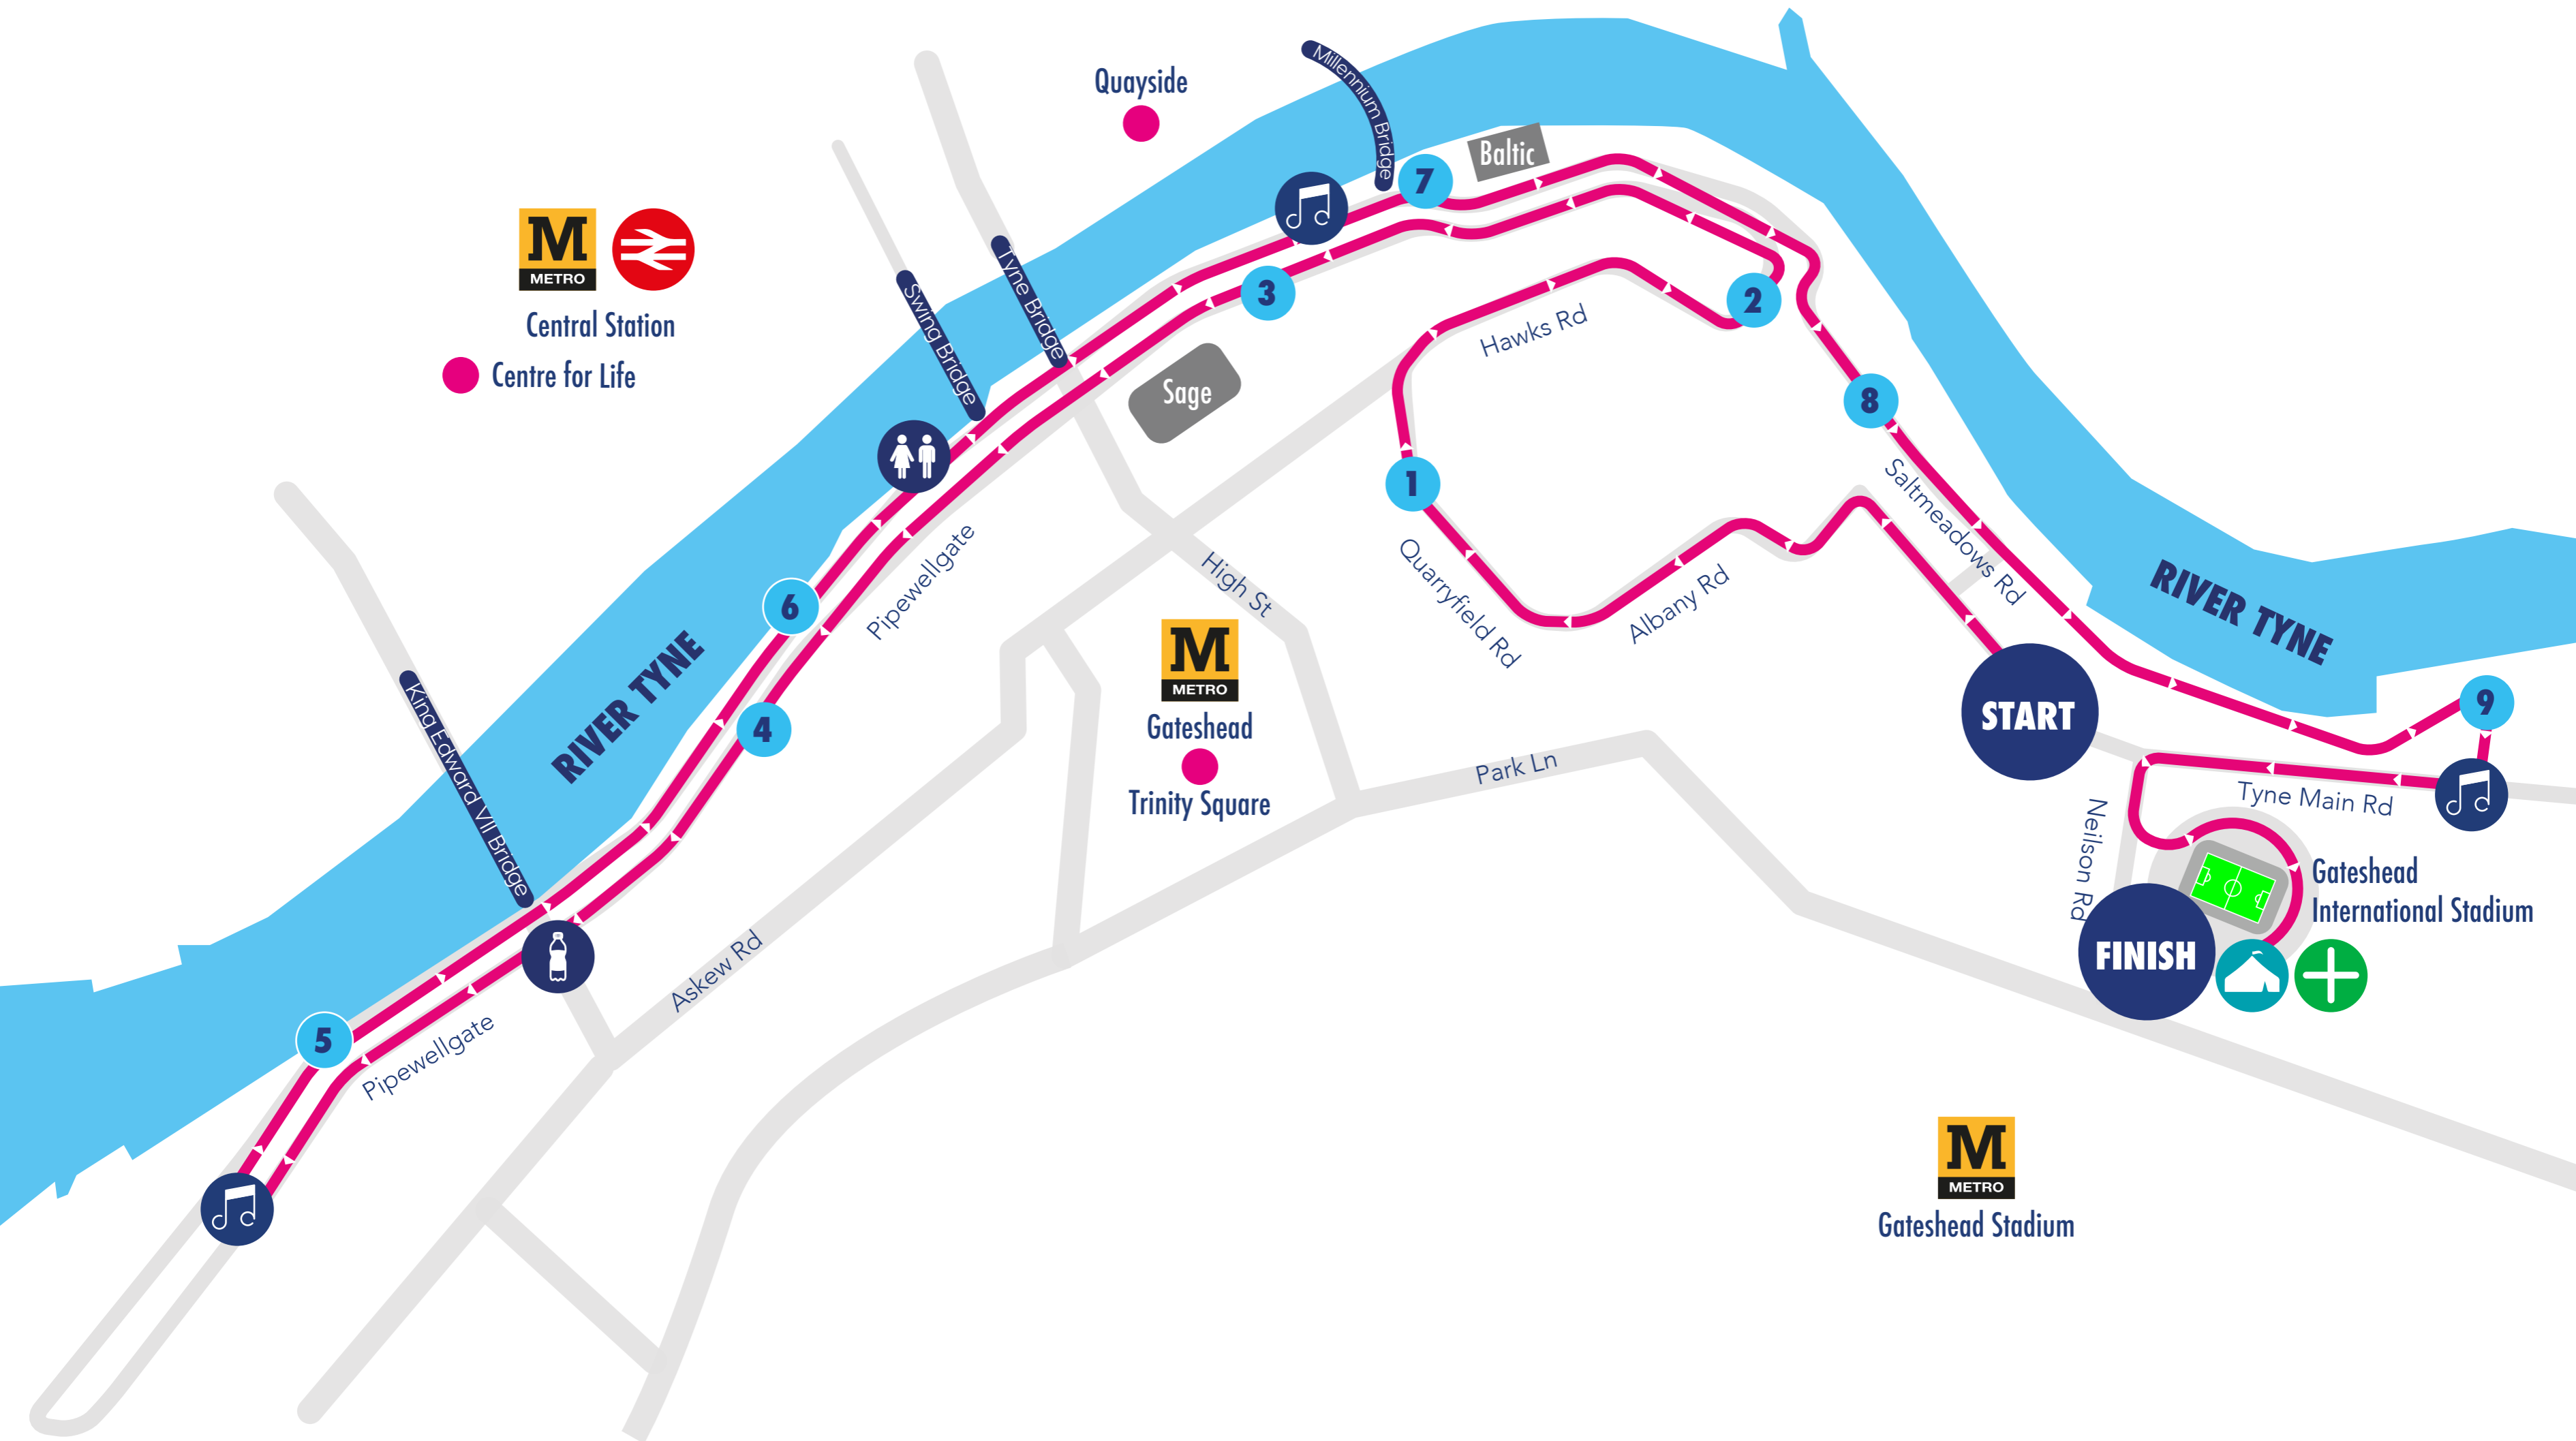 Quayside
Millennium Bridge
Baltic
7
M
METRO
Central Station
Centre for Life
Swing Bridge
Tyne Bridge
3
2
Hawks Rd
Sage
8
1
Saltmeadows Rd
Pipewellgate
High St
Quarryfield Rd
Albany Rd
6
RIVER TYNE
RIVER TYNE
King Edward VII Bridge
4
M
METRO
Gateshead
Trinity Square
Park Ln
START
9
Tyne Main Rd
Neilson Rd
Gateshead
International Stadium
FINISH
Askew Rd
5
Pipewellgate
M
METRO
Gateshead Stadium